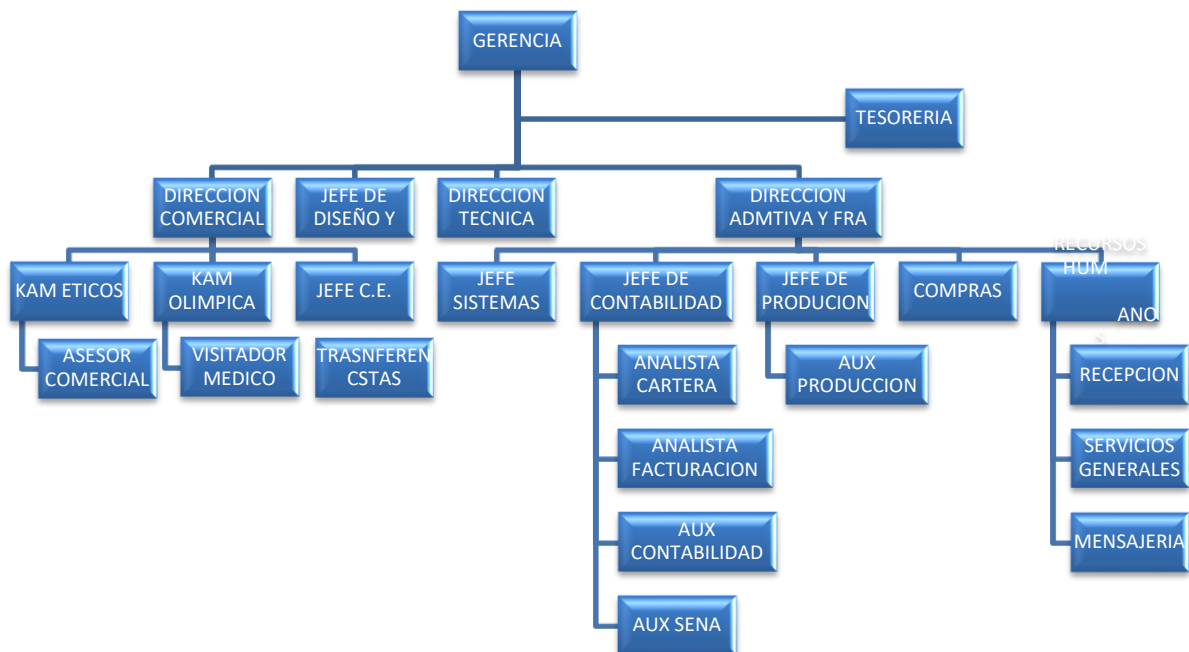 GERENCIA
TESORERIA
DIRECCION
COMERCIAL
JEFE DE
DISEÑO Y
DIRECCION
TECNICA
DIRECCION
ADMTIVA Y FRA
KAM ETICOS
KAM
OLIMPICA
JEFE C.E.
JEFE
SISTEMAS
JEFE DE
CONTABILIDAD
JEFE DE
PRODUCION
COMPRAS
RECURSOS
HUM
ANO
S
ASESOR
COMERCIAL
VISITADOR
MEDICO
TRASNFEREN
CSTAS
ANALISTA
CARTERA
AUX
PRODUCCION
RECEPCION
ANALISTA
FACTURACION
SERVICIOS
GENERALES
AUX
CONTABILIDAD
MENSAJERIA
AUX SENA